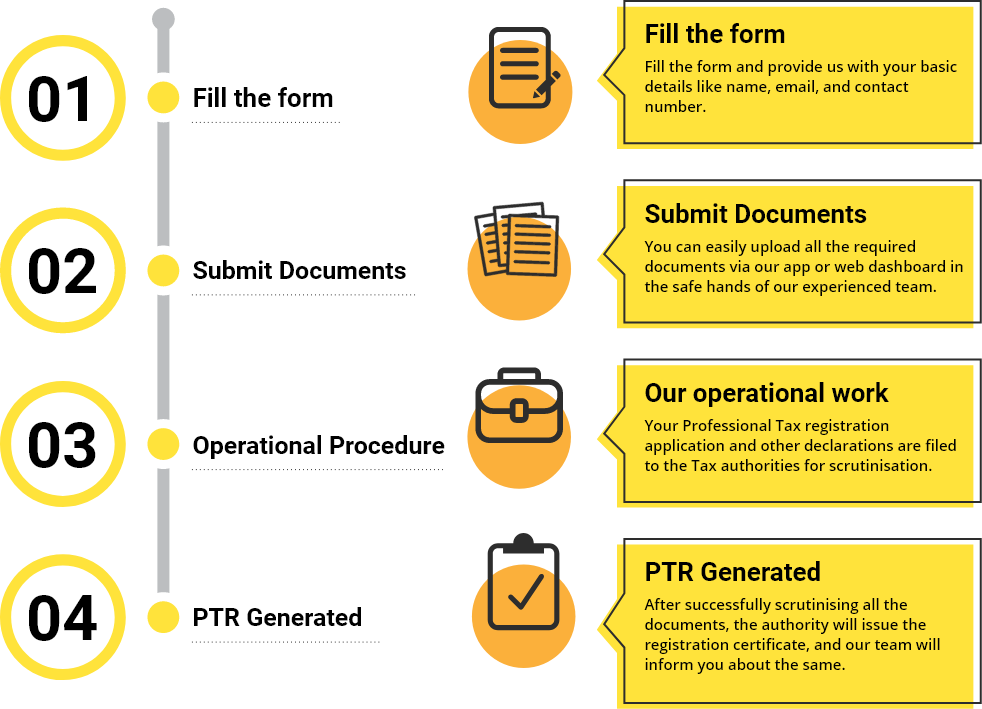 01
Fill the form
Fill the form
Fill the form and provide us with your basic
details like name, email, and contact
number.
02
Submit Documents
Submit Documents
You can easily upload all the required
documents via our app or web dashboard in
the safe hands of our experienced team.
03
Operational Procedure
Our operational work
Your Professional Tax registration
application and other declarations are filed
to the Tax authorities for scrutinisation.
04
PTR Generated
PTR Generated
After successfully scrutinising all the
documents, the authority will issue the
registration certificate, and our team will
inform you about the same.